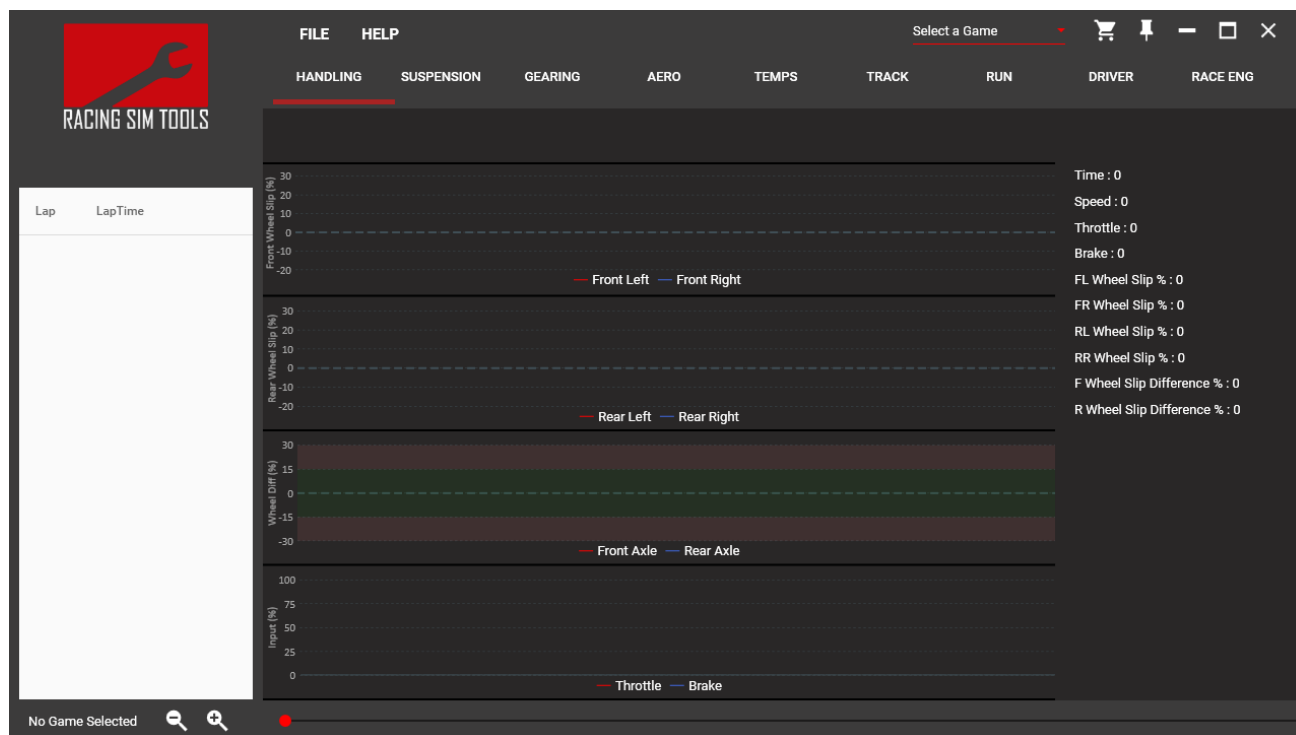 RACING SIM TOOLS
FILE HELP
Select a Game
HANDLING SUSPENSION GEARING AERO TEMPS TRACK RUN DRIVER RACE ENG
Lap LapTime
Front Wheel Slip (%)
30
20
10
0
-10
-20
Front Left Front Right
Rear Wheel Slip (%)
30
20
10
0
-10
-20
Rear Left Rear Right
Wheel Diff (%)
30
15
0
-15
-30
Front Axle Rear Axle
Input (%)
100
75
50
25
0
Throttle Brake
Time : 0
Speed : 0
Throttle : 0
Brake : 0
FL Wheel Slip % : 0
FR Wheel Slip % : 0
RL Wheel Slip % : 0
RR Wheel Slip % : 0
F Wheel Slip Difference % : 0
R Wheel Slip Difference % : 0
No Game Selected